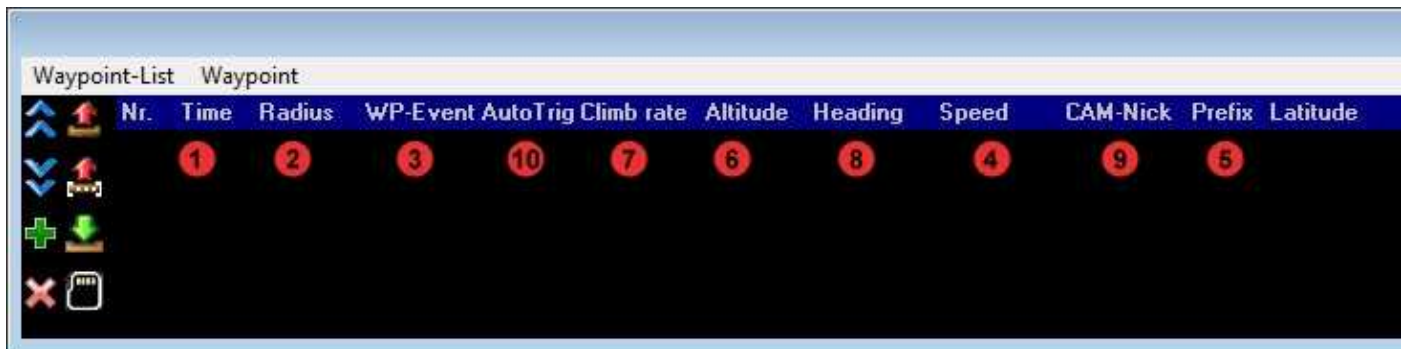 Waypoint-List Waypoint
Nr. Time Radius WP-Event AutoTrig Climb rate Altitude Heading Speed CAM-Nick Prefix Latitude
1 2 3 10 7 6 8 4 9 5